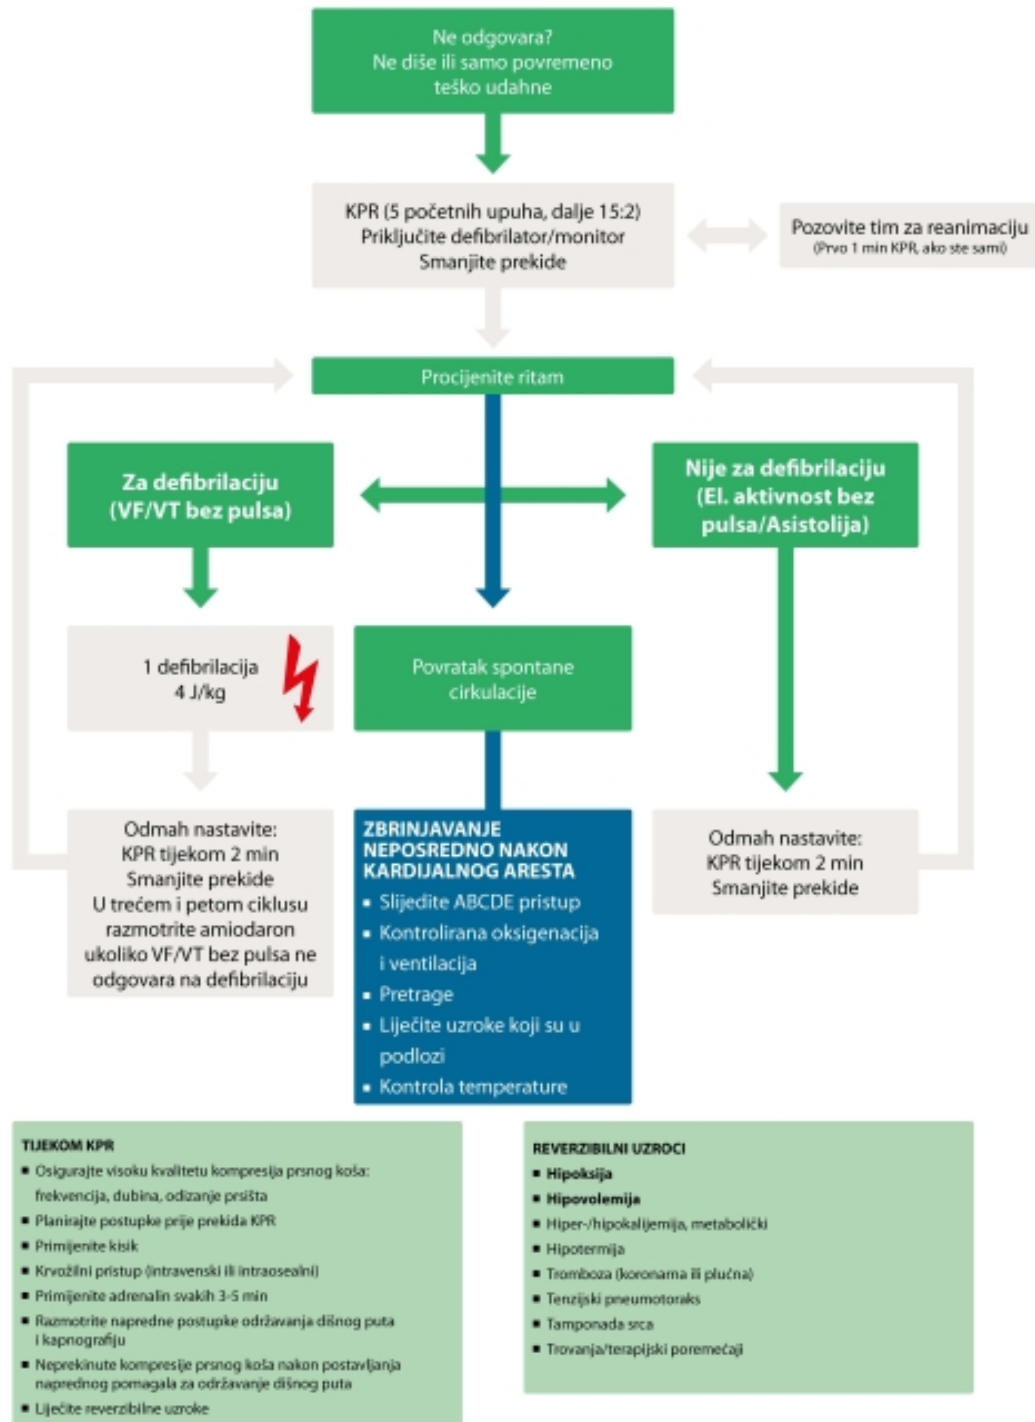 Ne odgovara?
Ne diše ili samo povremeno
teško udahne
KPR (5 početnih upuha, dalje 15:2)
Priključite defibrilator/monitor
Smanjite prekide
Pozovite tim za reanimaciju
(Prvo 1 min KPR, ako ste sami)
Procijenite ritam
Za defibrilaciju
(VF/VT bez pulsa)
Nije za defibrilaciju
(El. aktivnost bez
pulsa/Asistolija)
1 defibrilacija
4 J/kg
Povratak spontane
cirkulacije
Odmah nastavite:
KPR tijekom 2 min
Smanjite prekide
U trećem i petom ciklusu
razmotrite amiodaron
ukoliko VF/VT bez pulsa ne
odgovara na defibrilaciju
ZBRINJAVANJE
NEPOSREDNO NAKON
KARDIJALNOG ARESTA
▪ Slijedite ABCDE pristup
▪ Kontrolirana oksigenacija
i ventilacija
▪ Pretrage
▪ Liječite uzroke koji su u
podlozi
▪ Kontrola temperature
Odmah nastavite:
KPR tijekom 2 min
Smanjite prekide
TIJEKOM KPR
▪ Osigurajte visoku kvalitetu kompresija prsnog koša:
frekvencija, dubina, odizanje prsišta
▪ Planirajte postupke prije prekida KPR
▪ Primijenite kisik
▪ Krvožilni pristup (intravenski ili intraosealni)
▪ Primijenite adrenalin svakih 3-5 min
▪ Razmotrite napredne postupke održavanja dišnog puta
i kapnografiju
▪ Neprekinute kompresije prsnog koša nakon postavljanja
naprednog pomagala za održavanje dišnog puta
▪ Liječite reverzibilne uzroke
REVERZIBILNI UZROCI
▪ Hipoksija
▪ Hipovolemija
▪ Hiper-/hipokalijemija, metabolički
▪ Hipotermija
▪ Tromboza (koronarna ili plućna)
▪ Tenzijski pneumotoraks
▪ Tamponada srca
▪ Trovanja/terapijski poremećaji